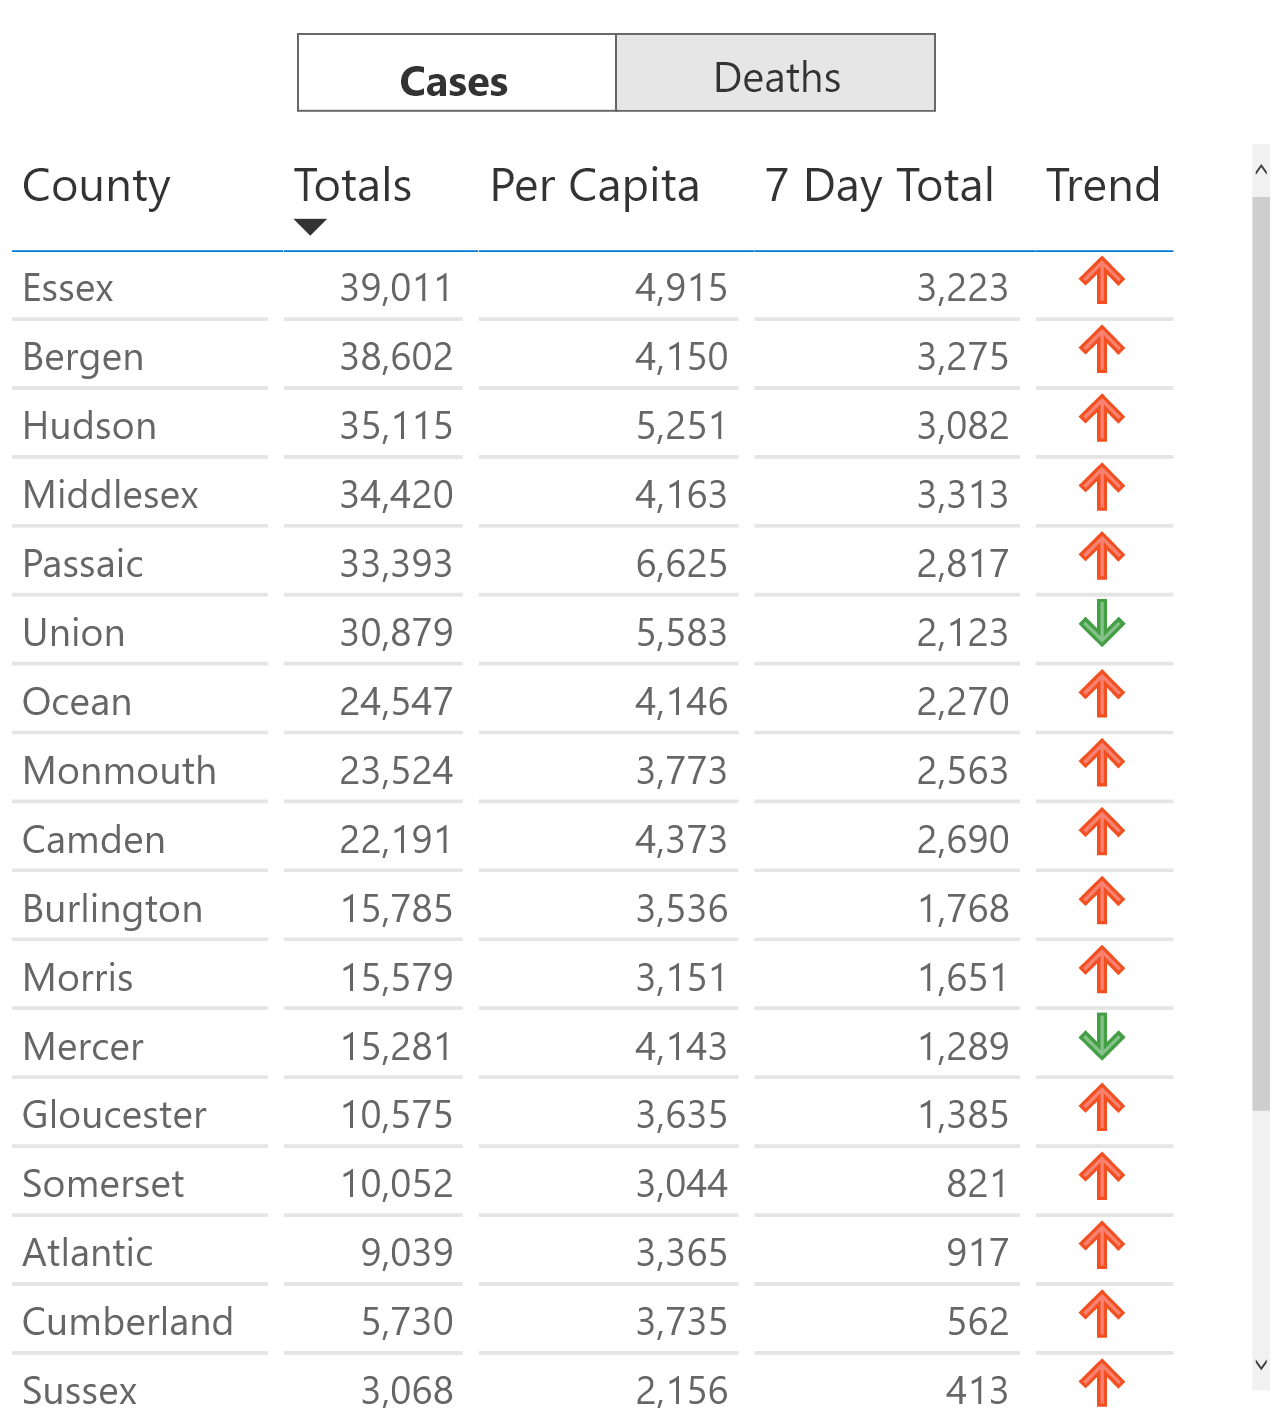 Cases Deaths
County Totals Per Capita 7 Day Total Trend
Essex 39,011 4,915 3,223
Bergen 38,602 4,150 3,275
Hudson 35,115 5,251 3,082
Middlesex 34,420 4,163 3,313
Passaic 33,393 6,625 2,817
Union 30,879 5,583 2,123
Ocean 24,547 4,146 2,270
Monmouth 23,524 3,773 2,563
Camden 22,191 4,373 2,690
Burlington 15,785 3,536 1,768
Morris 15,579 3,151 1,651
Mercer 15,281 4,143 1,289
Gloucester 10,575 3,635 1,385
Somerset 10,052 3,044 821
Atlantic 9,039 3,365 917
Cumberland 5,730 3,735 562
Sussex 3,068 2,156 413